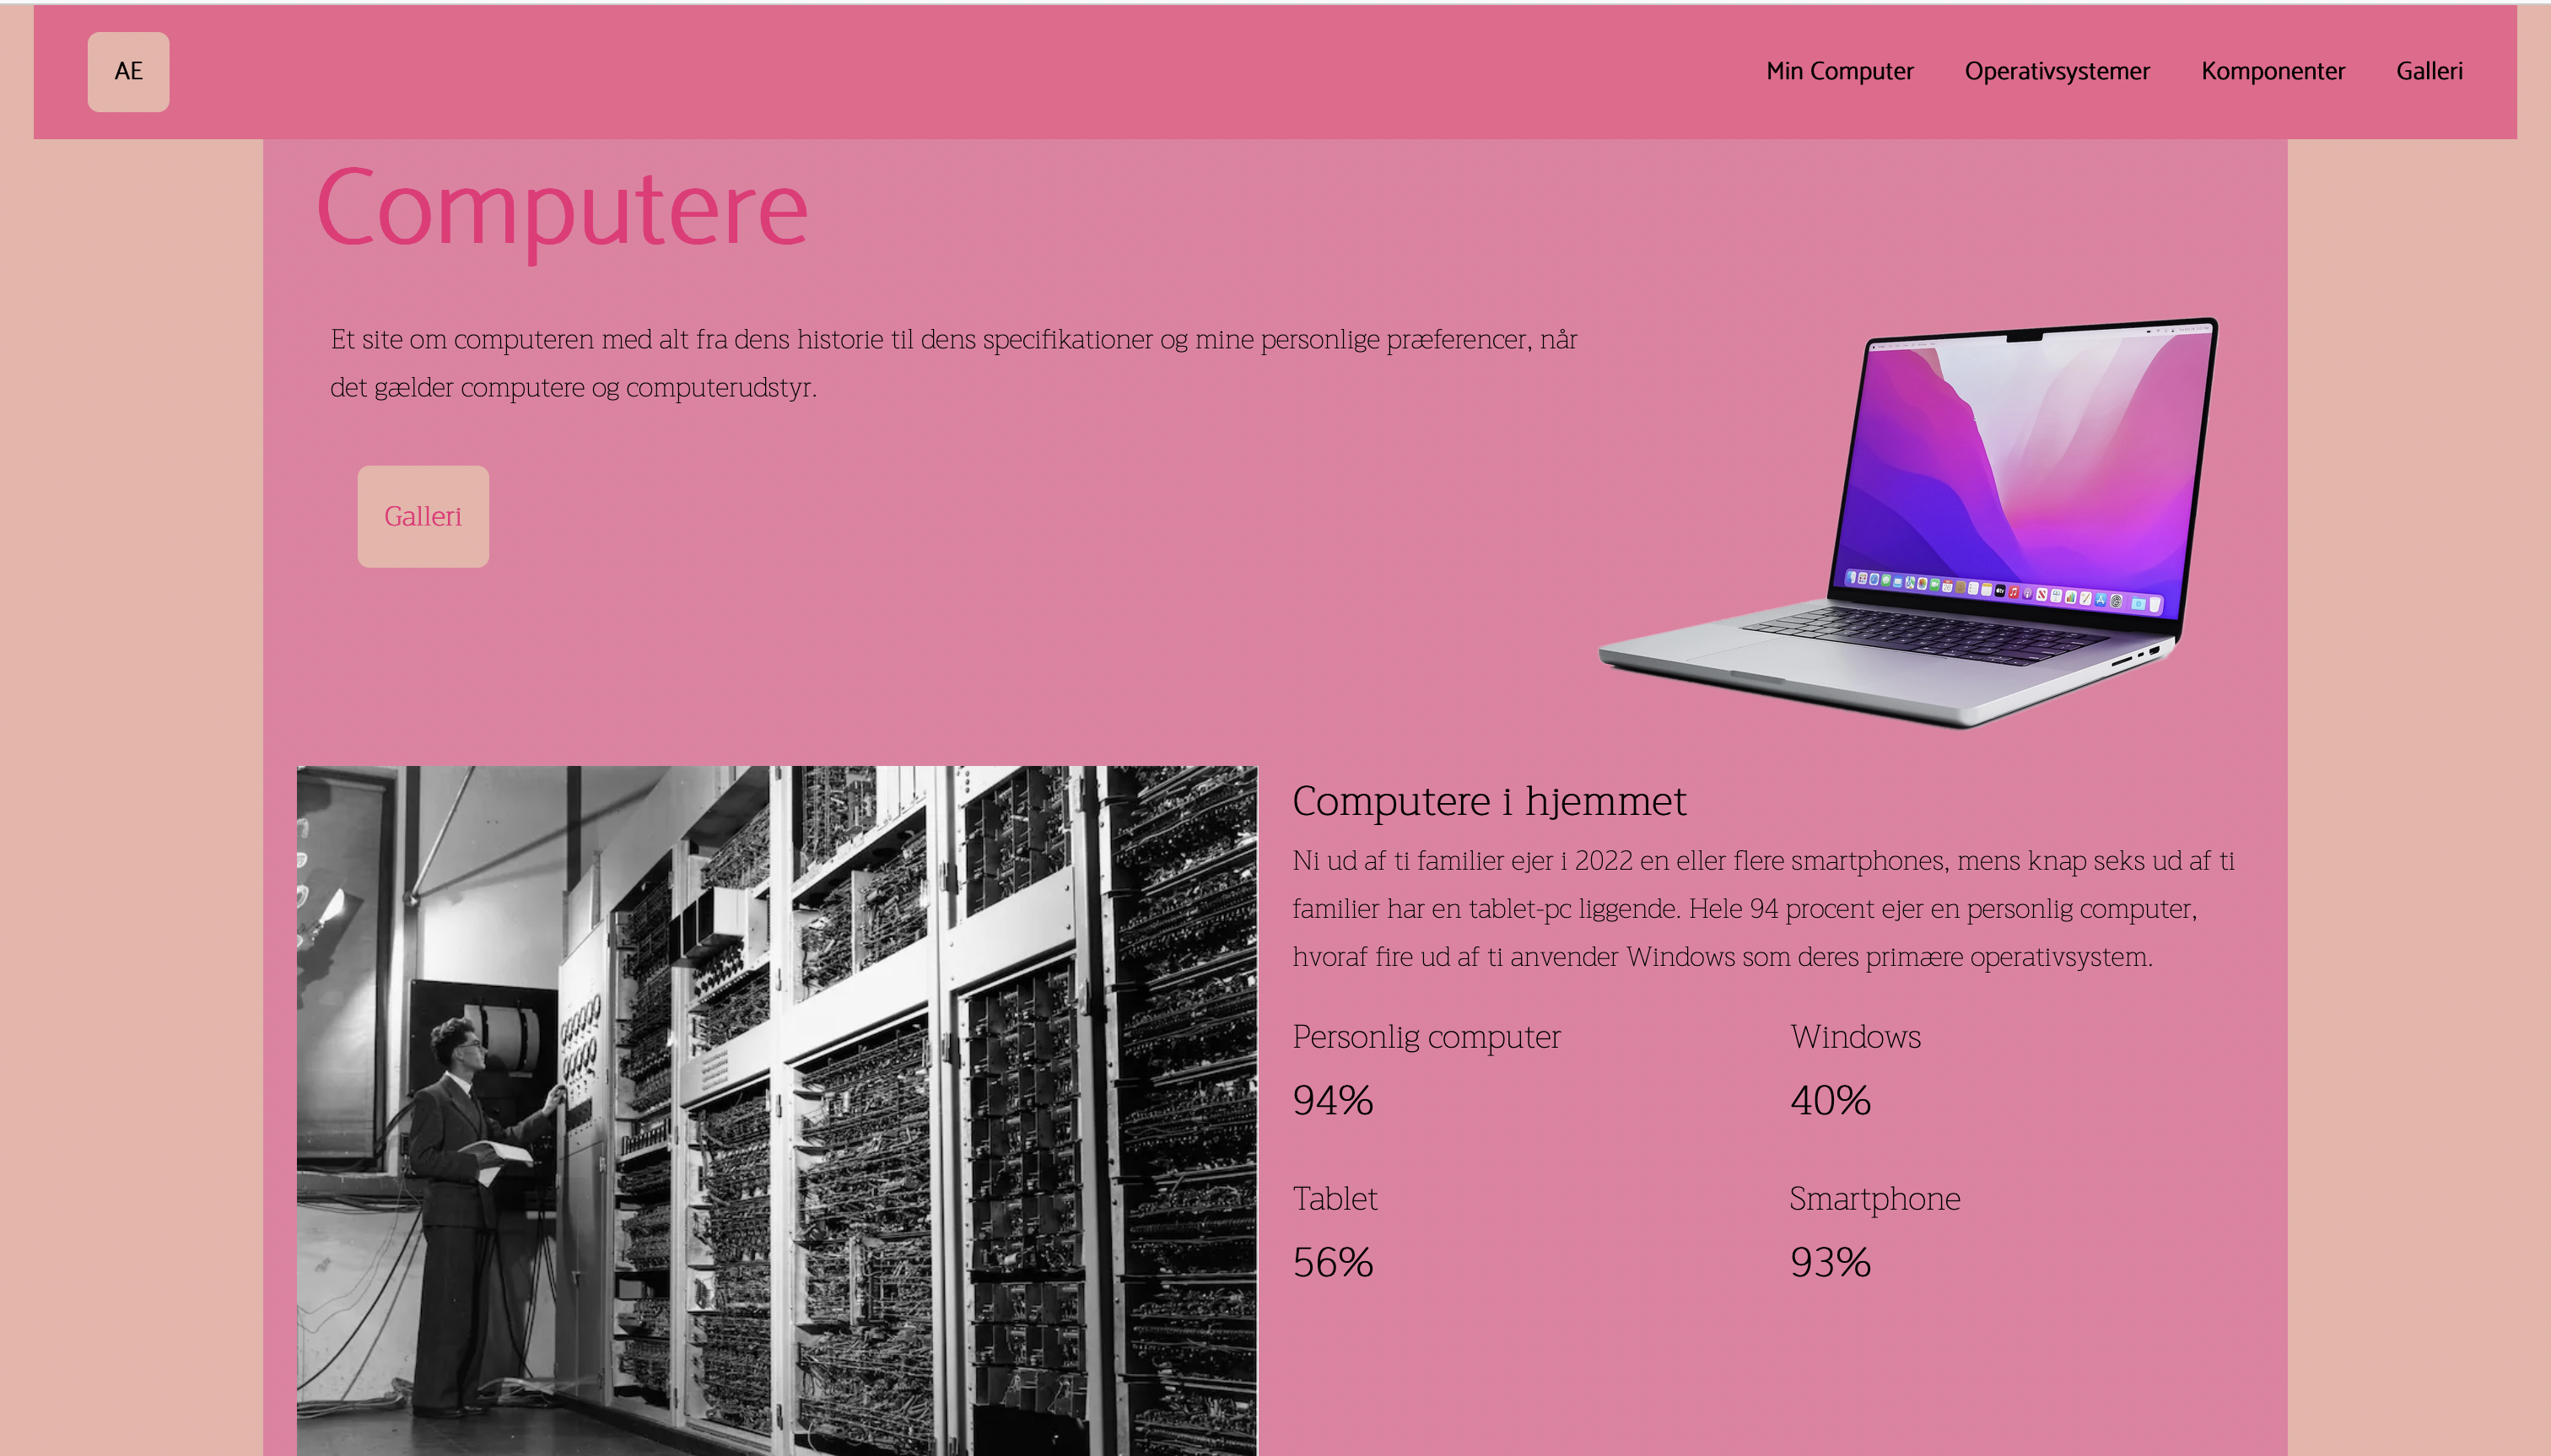 AE
Min Computer Operativsystemer Komponenter Galleri
Computere
Et site om computeren med alt fra dens historie til dens specifikationer og mine personlige præferencer, når
det gælder computere og computerudstyr.
Galleri
Computere i hjemmet
Ni ud af ti familier ejer i 2022 en eller flere smartphones, mens knap seks ud af ti
familier har en tablet-pc liggende. Hele 94 procent ejer en personlig computer,
hvoraf fire ud af ti anvender Windows som deres primære operativsystem.
Personlig computer Windows
94% 40%
Tablet Smartphone
56% 93%